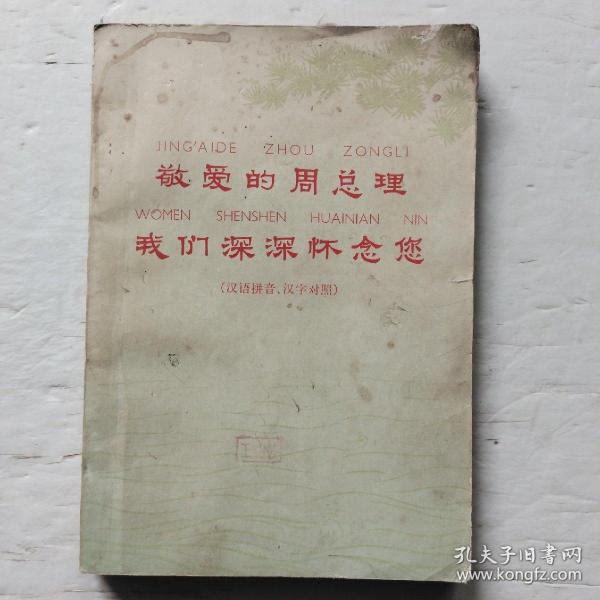 JING'AIDE ZHOU ZONGLI
敬爱的周总理
WOMEN SHENSHEN HUAINIAN NIN
我们深深怀念您
(汉语拼音、汉字对照)
孔夫子旧书网
www.kongfz.com